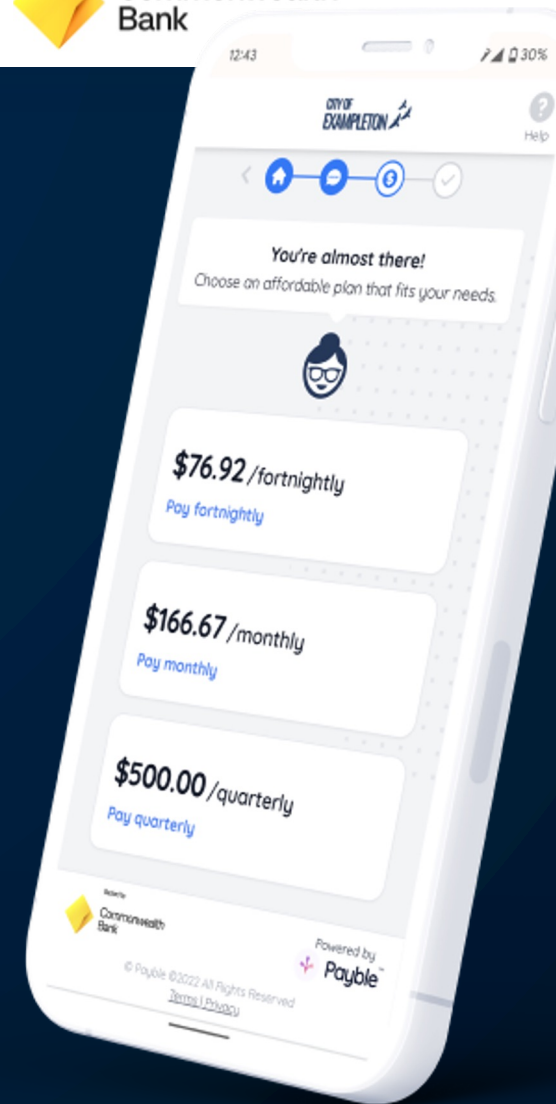 Bank
12:43
30%
CITY OF
EXAMPLETON
Help
You're almost there!
Choose an affordable plan that fits your needs.
$76.92 /fortnightly
Pay fortnightly
$166.67 /monthly
Pay monthly
$500.00 /quarterly
Pay quarterly
Commonwealth
Bank
Powered by
Payble™
© Payble ©2022 All Rights Reserved
Terms | Privacy